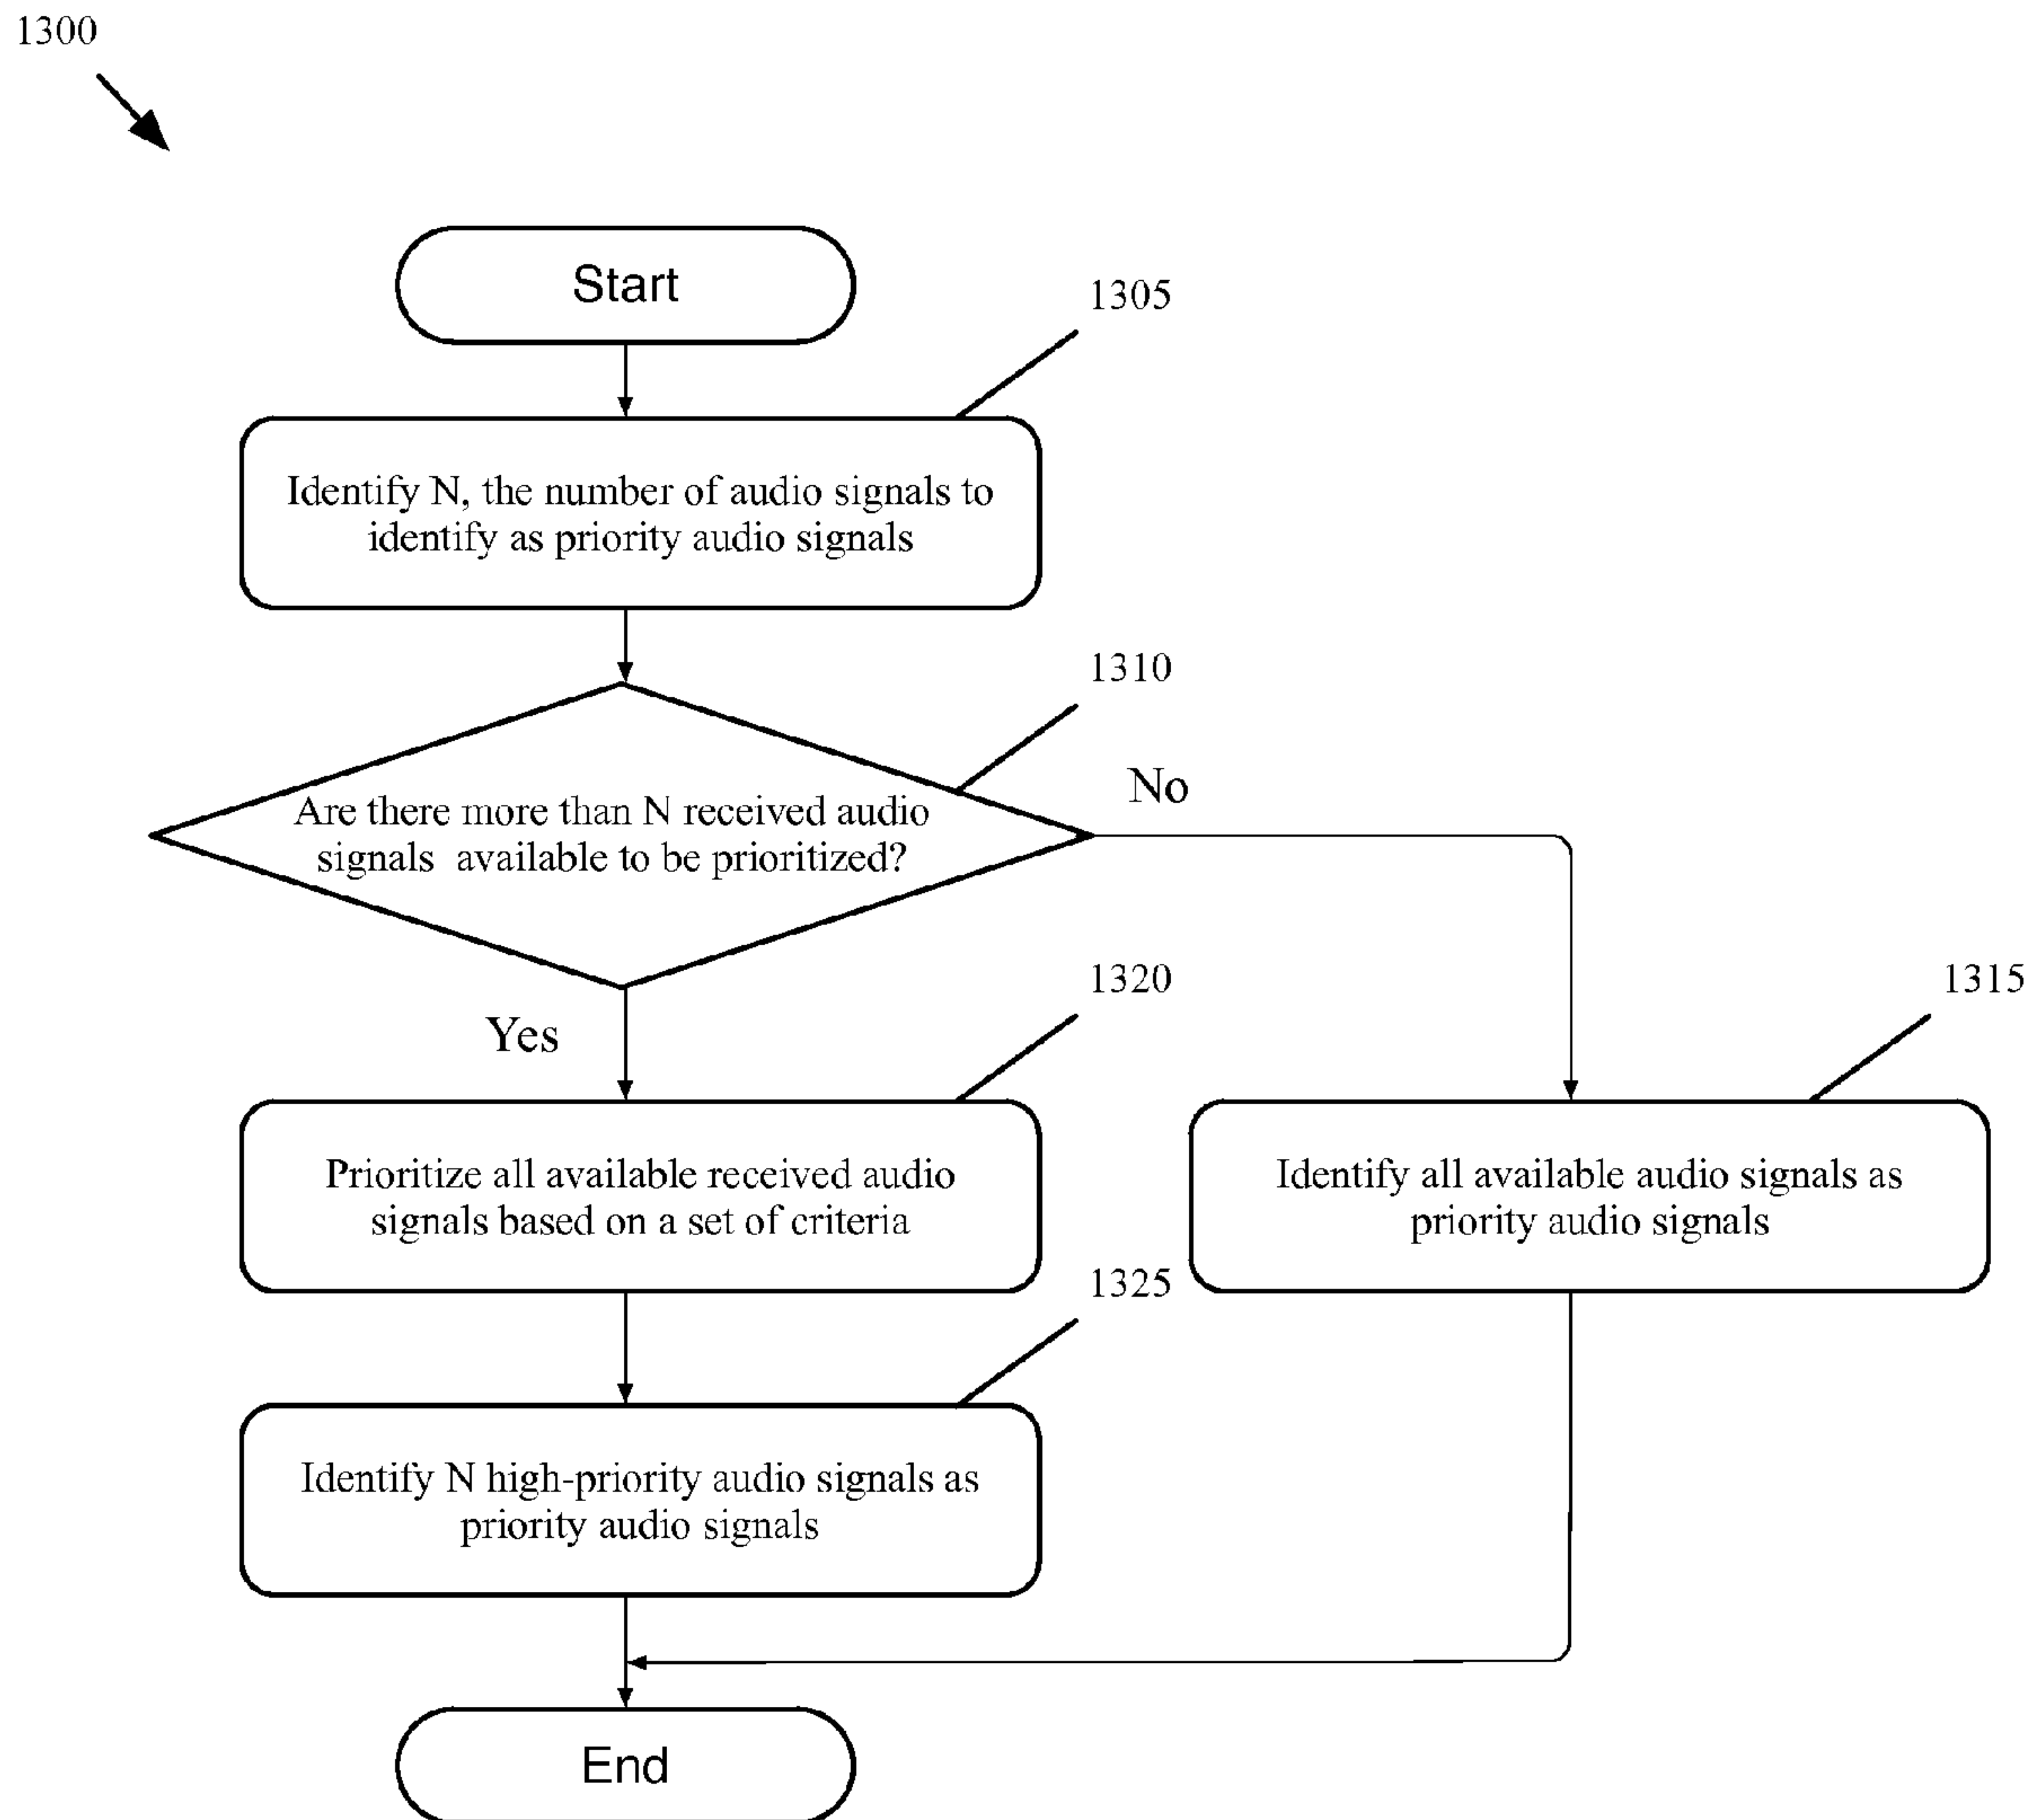 1300
Start
1305
Identify N, the number of audio signals to
identify as priority audio signals
1310
Are there more than N received audio
signals available to be prioritized?
No
Yes
1320
1315
Prioritize all available received audio
signals based on a set of criteria
Identify all available audio signals as
priority audio signals
1325
Identify N high-priority audio signals as
priority audio signals
End